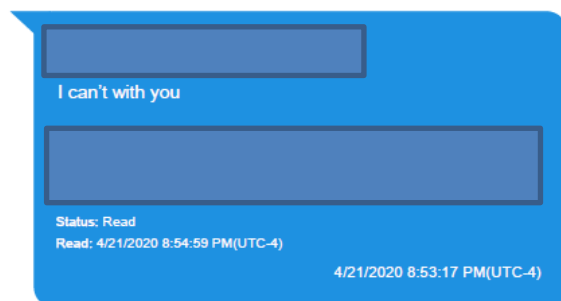 I can't with you
Status: Read
Read: 4/21/2020 8:54:59 PM(UTC-4)
4/21/2020 8:53:17 PM(UTC-4)